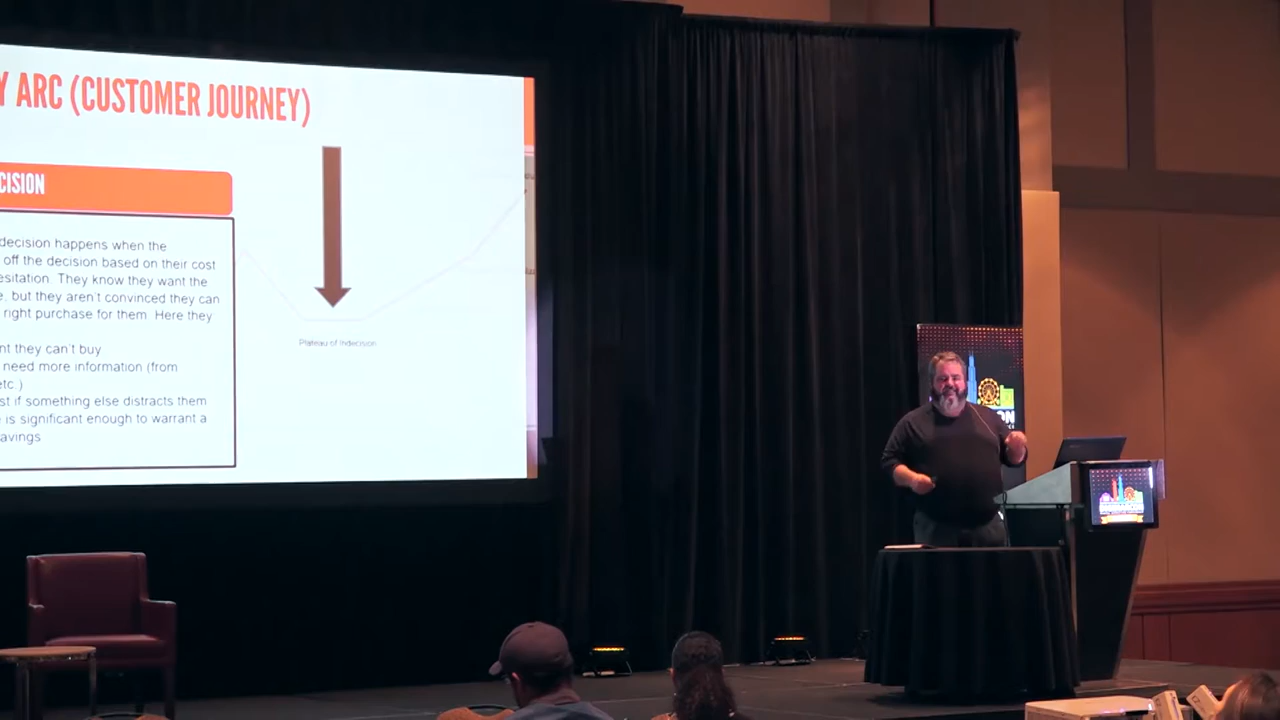 Y ARC (CUSTOMER JOURNEY)
CISION
decision happens when the
off the decision based on their cost
esitation. They know they want the
e, but they aren't convinced they can
right purchase for them. Here they
nt they can't buy
need more information (from
etc.)
st if something else distracts them
e is significant enough to warrant a
avings
Plateau of Indecision
ON